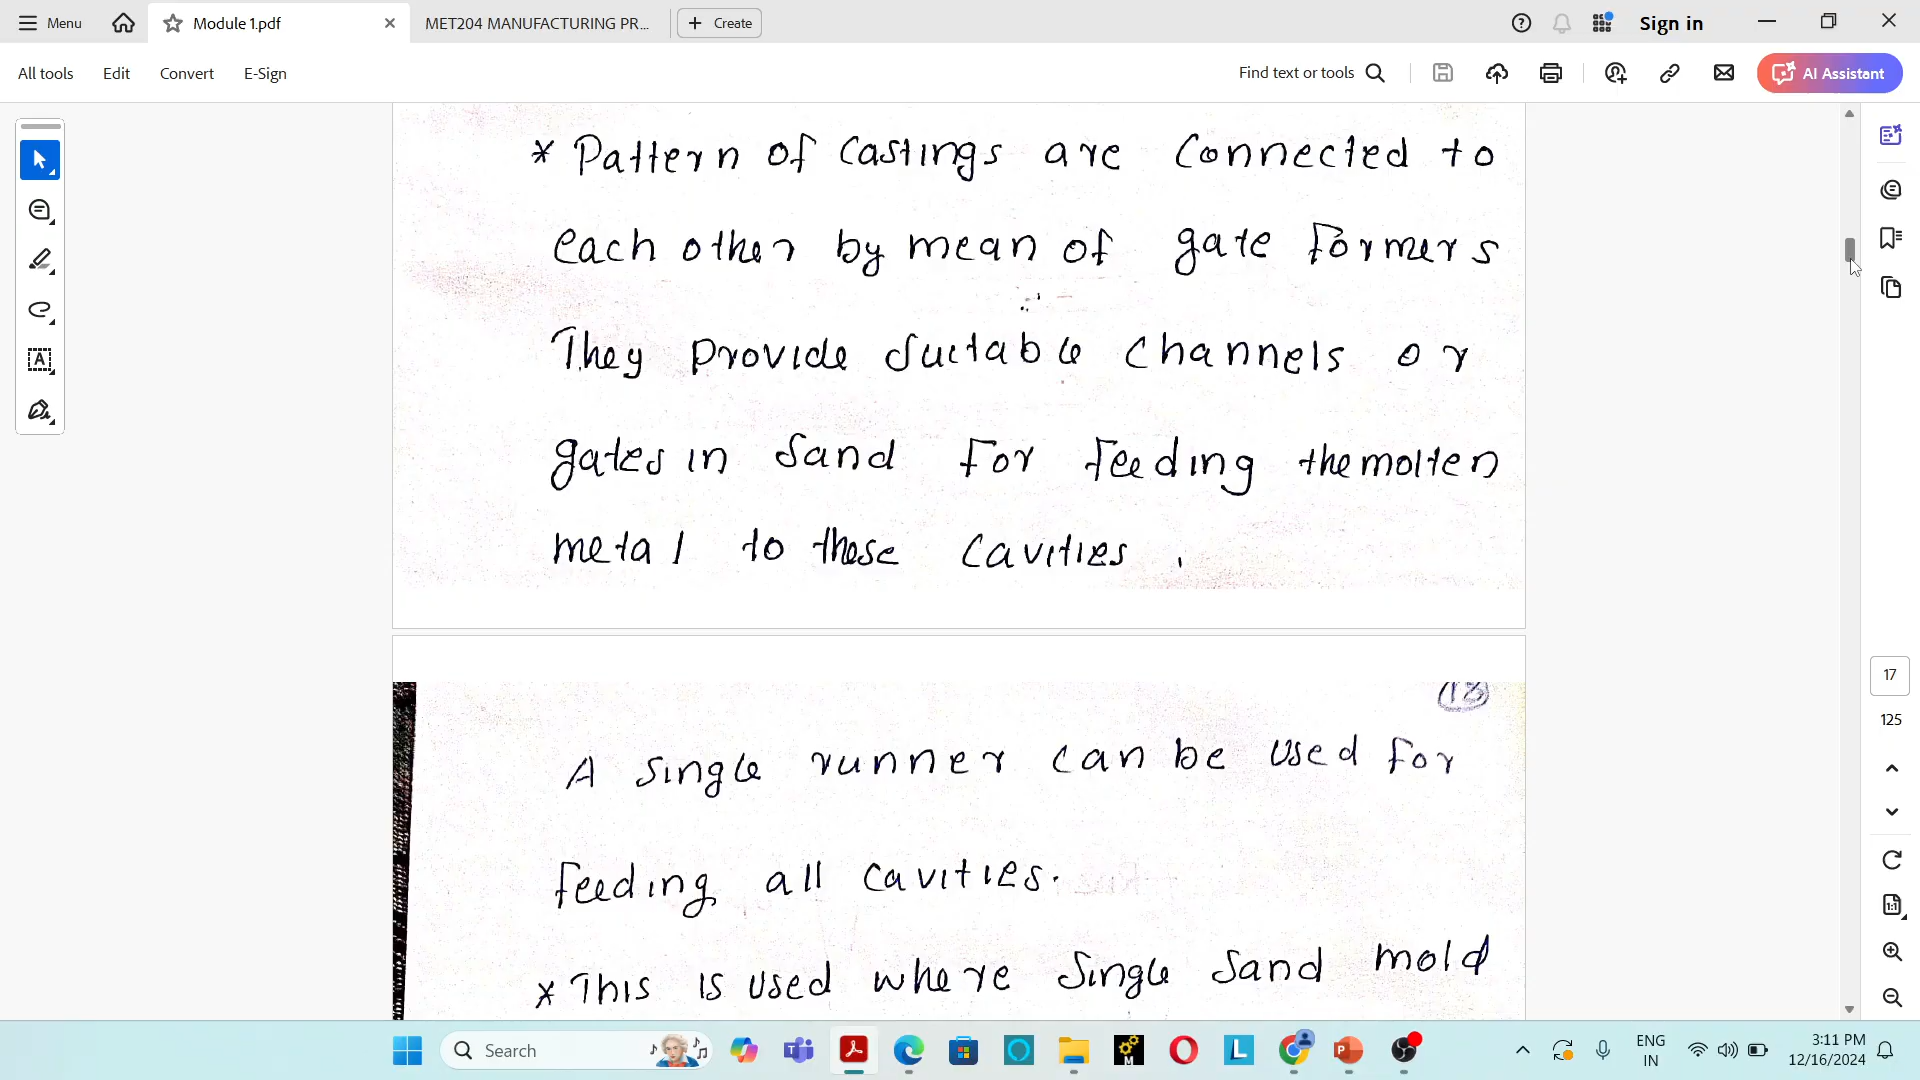 Menu
Module 1.pdf
MET204 MANUFACTURING PR...
Create
Sign in
All tools
Edit
Convert
E-Sign
Find text or tools
AI Assistant
* Pattern of castings are connected to
each other by mean of gate formers
They provide suitable channels or
gates in sand for feeding the molten
metal to these cavities.
17
125
A single runner can be used for
feeding all cavities.
* This is used where single sand mold
Search
ENG
IN
3:11 PM
12/16/2024